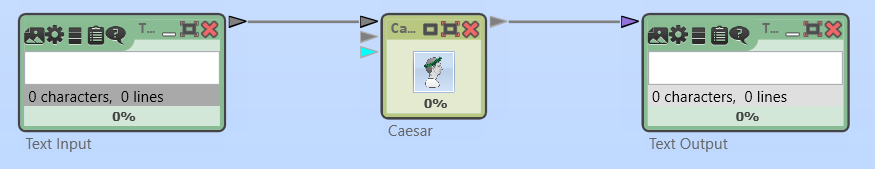 T...
Ca...
T...
0 characters, 0 lines
0%
0%
0 characters, 0 lines
0%
Text Input
Caesar
Text Output